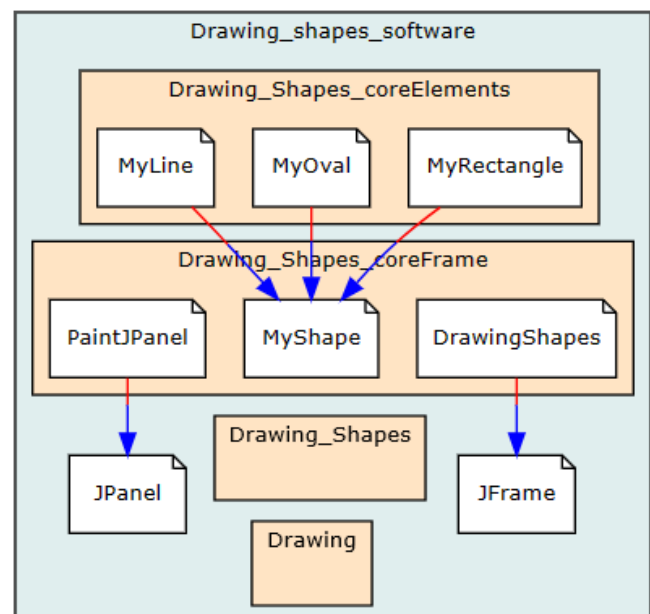 Drawing_shapes_software
Drawing_Shapes_coreElements
MyLine
MyOval
MyRectangle
Drawing_Shapes_coreFrame
PaintJPanel
MyShape
DrawingShapes
Drawing_Shapes
JPanel
JFrame
Drawing